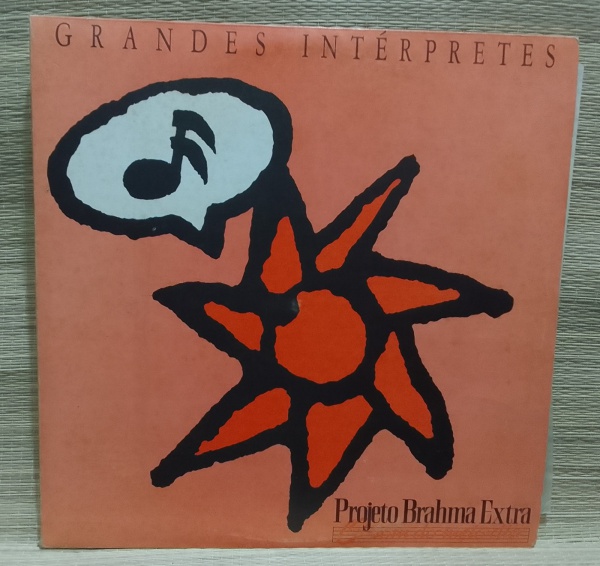 GRANDES INTÉRPRETES
Projeto Brahma Extra